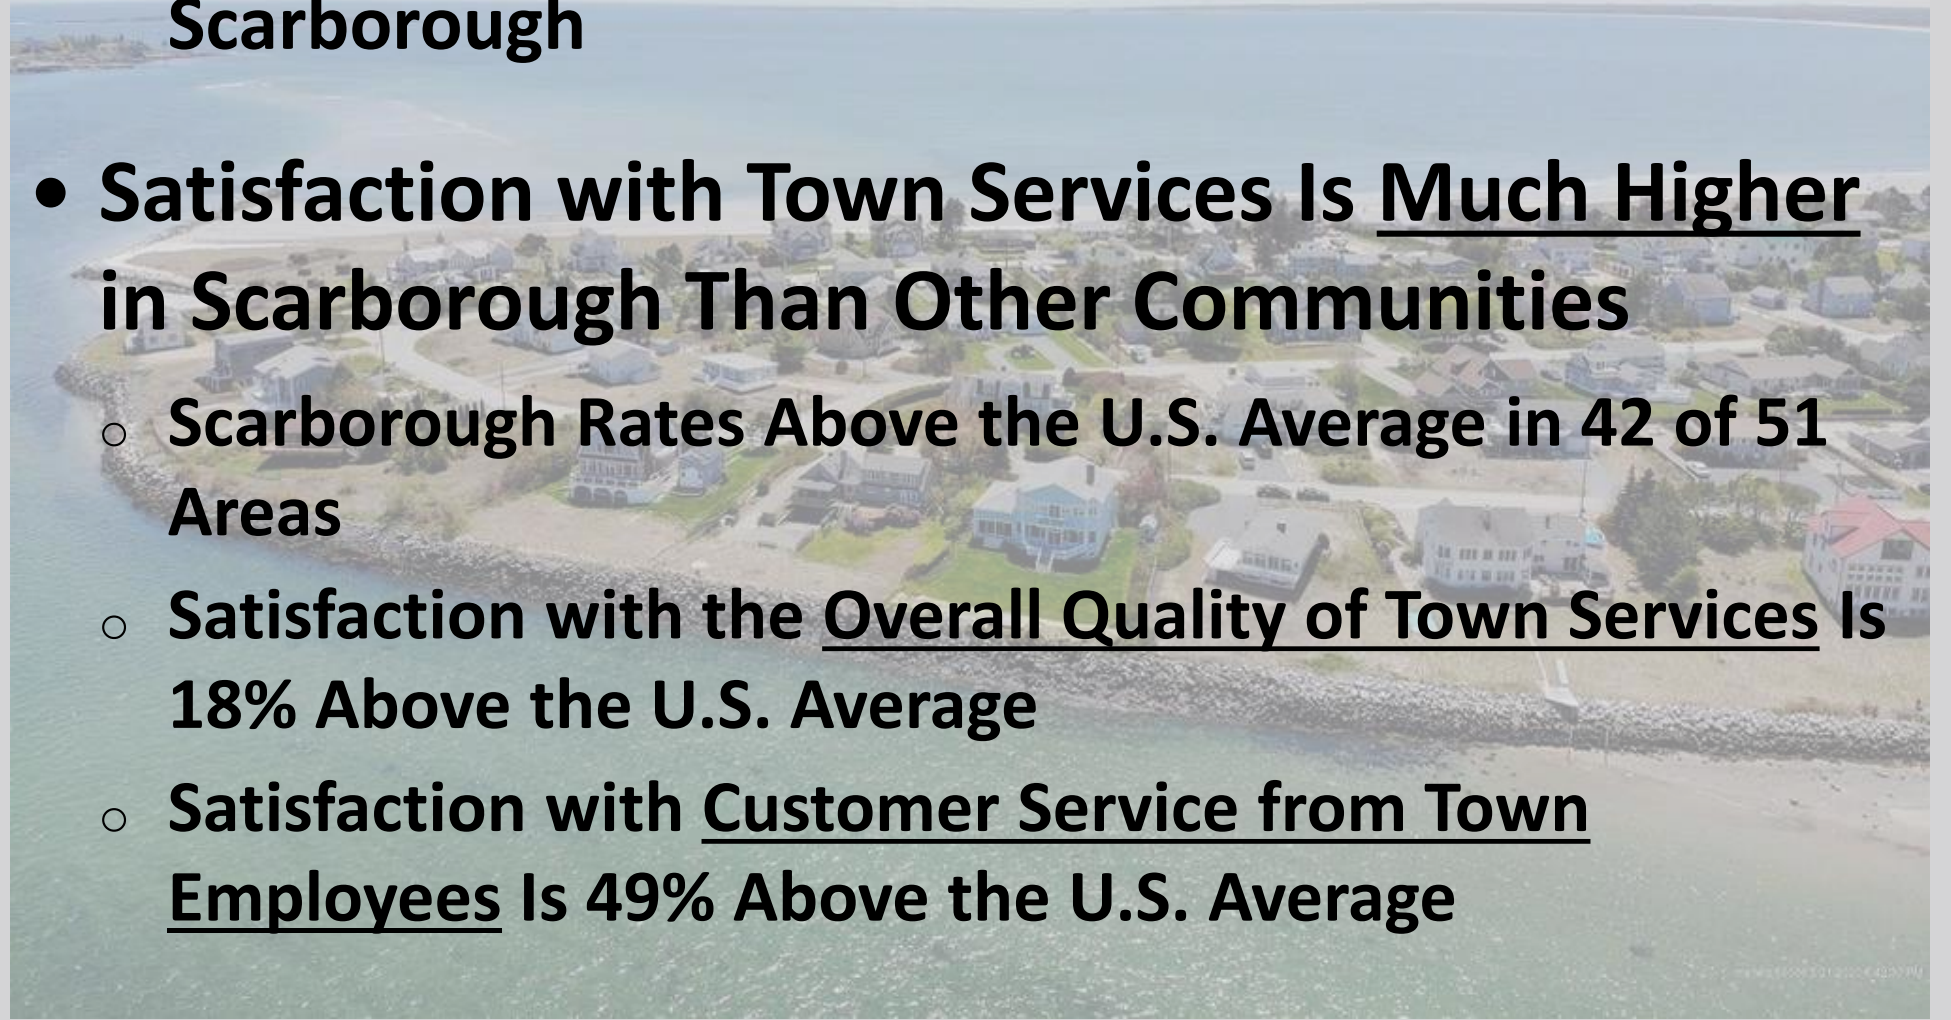 Scarborough
• Satisfaction with Town Services Is Much Higher
in Scarborough Than Other Communities
o Scarborough Rates Above the U.S. Average in 42 of 51
Areas
o Satisfaction with the Overall Quality of Town Services Is
18% Above the U.S. Average
o Satisfaction with Customer Service from Town
Employees Is 49% Above the U.S. Average